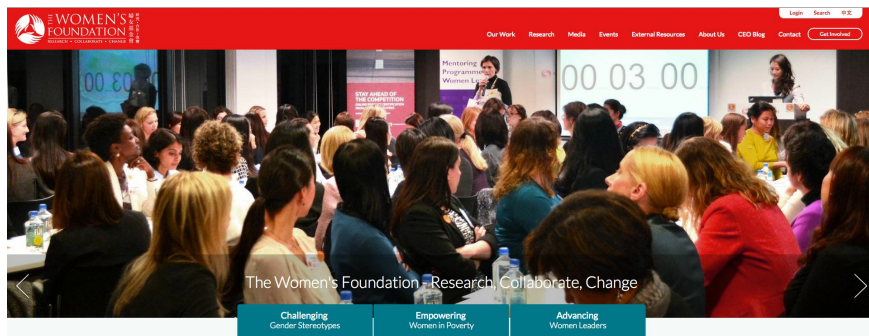 Login Search 中文
THE WOMEN'S
FOUNDATION
RESEARCH • COLLABORATE • CHANGE
Our Work Research Media Events External Resources About Us CEO Blog Contact Get Involved
Mentoring
Programme
Women Le
STAY AHEAD OF
THE COMPETITION
00 03 00
The Women's Foundation - Research, Collaborate, Change
Challenging
Gender Stereotypes
Empowering
Women in Poverty
Advancing
Women Leaders